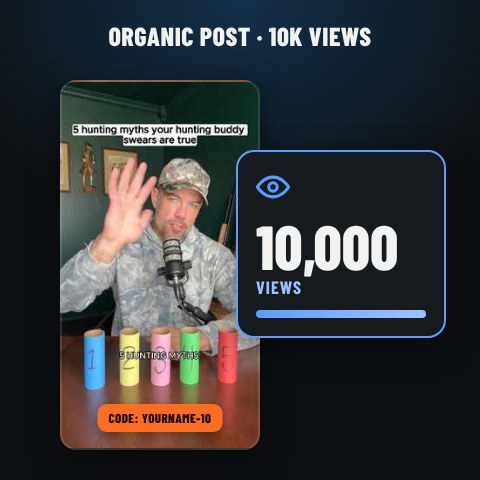 ORGANIC POST · 10K VIEWS
5 hunting myths your hunting buddy
swears are true
10,000
VIEWS
1 2 3 4 5
5 HUNTING MYTHS
CODE: YOURNAME-10